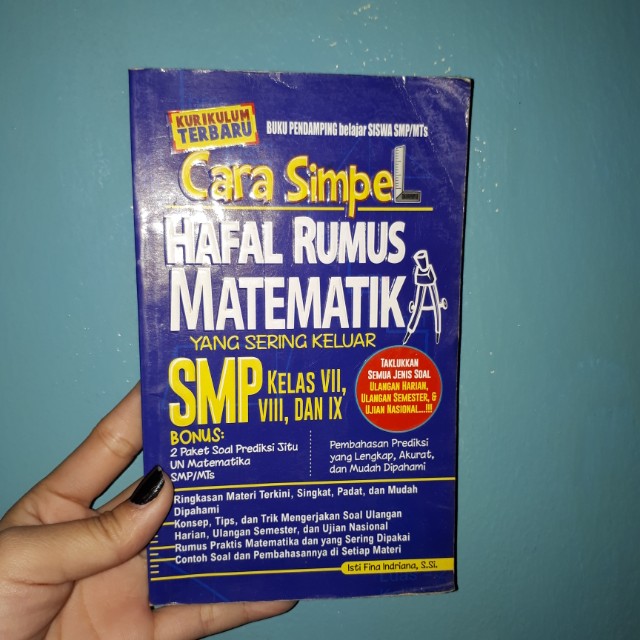 KURIKULUM
TERBARU
BUKU PENDAMPING belajar SISWA SMP/MTs
Cara Simpel
HAFAL RUMUS
MATEMATIKA
YANG SERING KELUAR
SMP KELAS VII,
VIII, DAN IX
TAKLUKKAN
SEMUA JENIS SOAL
ULANGAN HARIAN,
ULANGAN SEMESTER, &
UJIAN NASIONAL...!!!
BONUS:
2 Paket Soal Prediksi Jitu
UN Matematika
SMP/MTs
Pembahasan Prediksi
yang Lengkap, Akurat,
dan Mudah Dipahami
Ringkasan Materi Terkini, Singkat, Padat, dan Mudah
Dipahami
Konsep, Tips, dan Trik Mengerjakan Soal Ulangan
Harian, Ulangan Semester, dan Ujian Nasional
Rumus Praktis Matematika dan yang Sering Dipakai
Contoh Soal dan Pembahasannya di Setiap Materi
Isti Fina Indriana, S.Si.